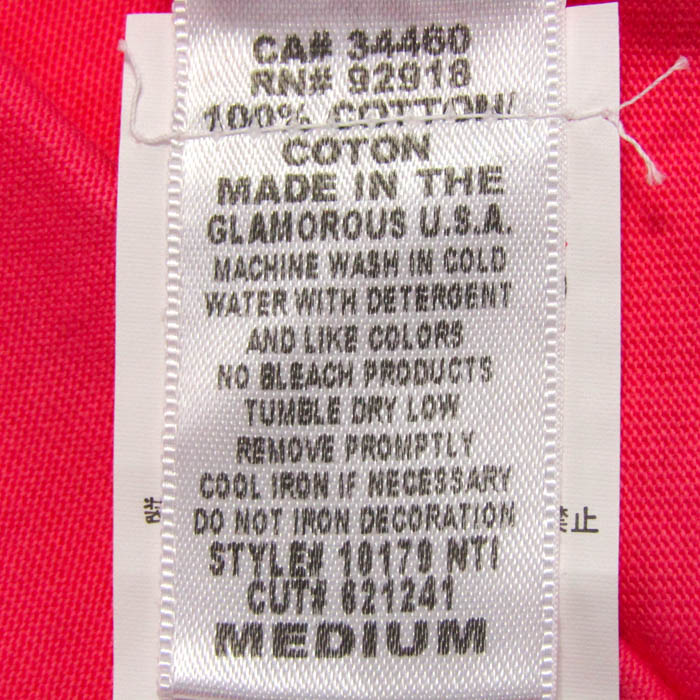 CA# 34460
RN# 92918
100% COTTON/
COTON
MADE IN THE
GLAMOROUS U.S.A.
MACHINE WASH IN COLD
WATER WITH DETERGENT
AND LIKE COLORS
NO BLEACH PRODUCTS
TUMBLE DRY LOW
REMOVE PROMPTLY
COOL IRON IF NECESSARY
DO NOT IRON DECORATION
禁止
STYLE# 10179 NTI
CUT# 621241
MEDIUM